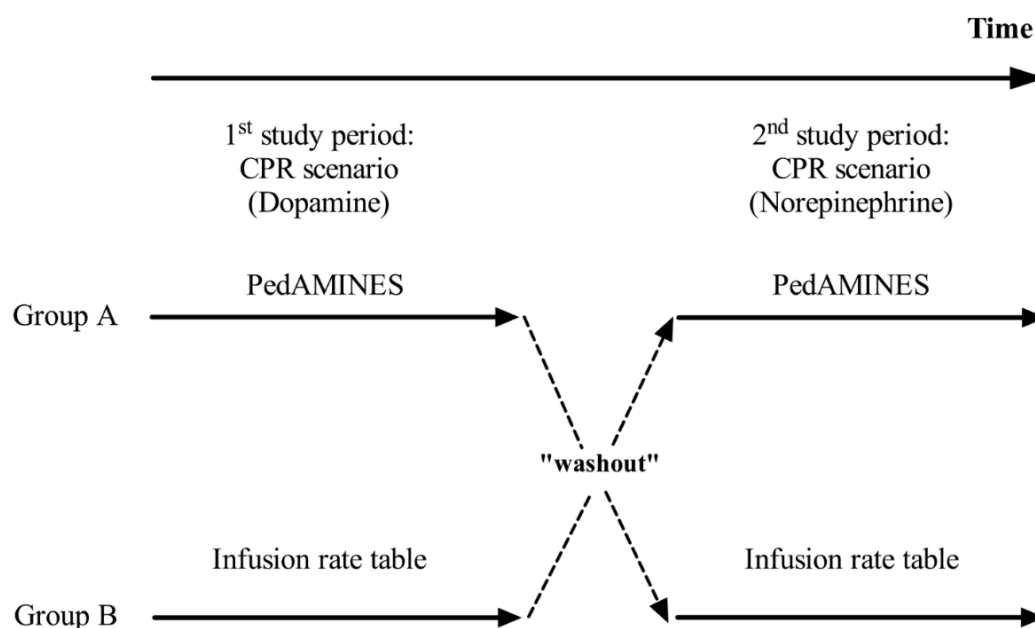 Time
1st study period:
CPR scenario
(Dopamine)
2nd study period:
CPR scenario
(Norepinephrine)
PedAMINES
PedAMINES
Group A
"washout"
Infusion rate table
Infusion rate table
Group B